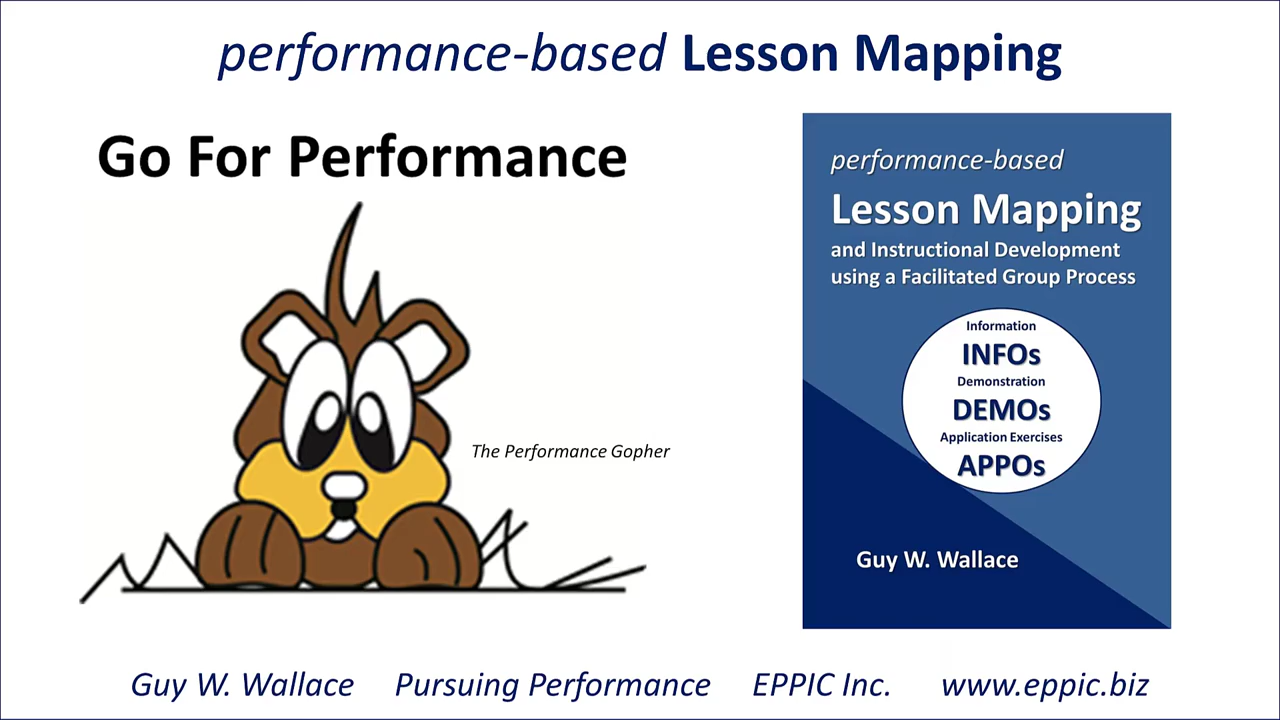 performance-based Lesson Mapping
Go For Performance
The Performance Gopher
performance-based
Lesson Mapping
and Instructional Development
using a Facilitated Group Process
Information
INFOs
Demonstration
DEMOs
Application Exercises
APPOs
Guy W. Wallace
Guy W. Wallace Pursuing Performance EPPIC Inc. www.eppic.biz